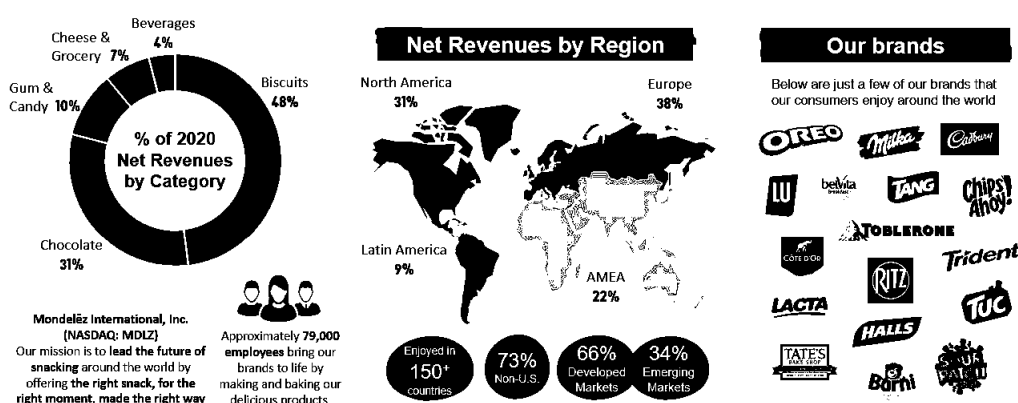 Beverages
4%
Cheese &
Grocery 7%
Gum &
Candy 10%
Biscuits
48%
% of 2020
Net Revenues
by Category
Chocolate
31%
Mondelēz International, Inc.
(NASDAQ: MDLZ)
Our mission is to lead the future of
snacking around the world by
offering the right snack, for the
right moment, made the right way
Approximately 79,000
employees bring our
brands to life by
making and baking our
delicious products
Net Revenues by Region
North America
31%
Europe
38%
Latin America
9%
AMEA
22%
Enjoyed in
150+
countries
73%
Non-U.S.
66%
Developed
Markets
34%
Emerging
Markets
Our brands
Below are just a few of our brands that
our consumers enjoy around the world
OREO
Milka
Cadbury
LU
belVita
TANG
Chips
Ahoy!
TOBLERONE
CÔTE D'OR
RITZ
Trident
LACTA
TUC
HALLS
TATE'S
BAKE SHOP
Barni